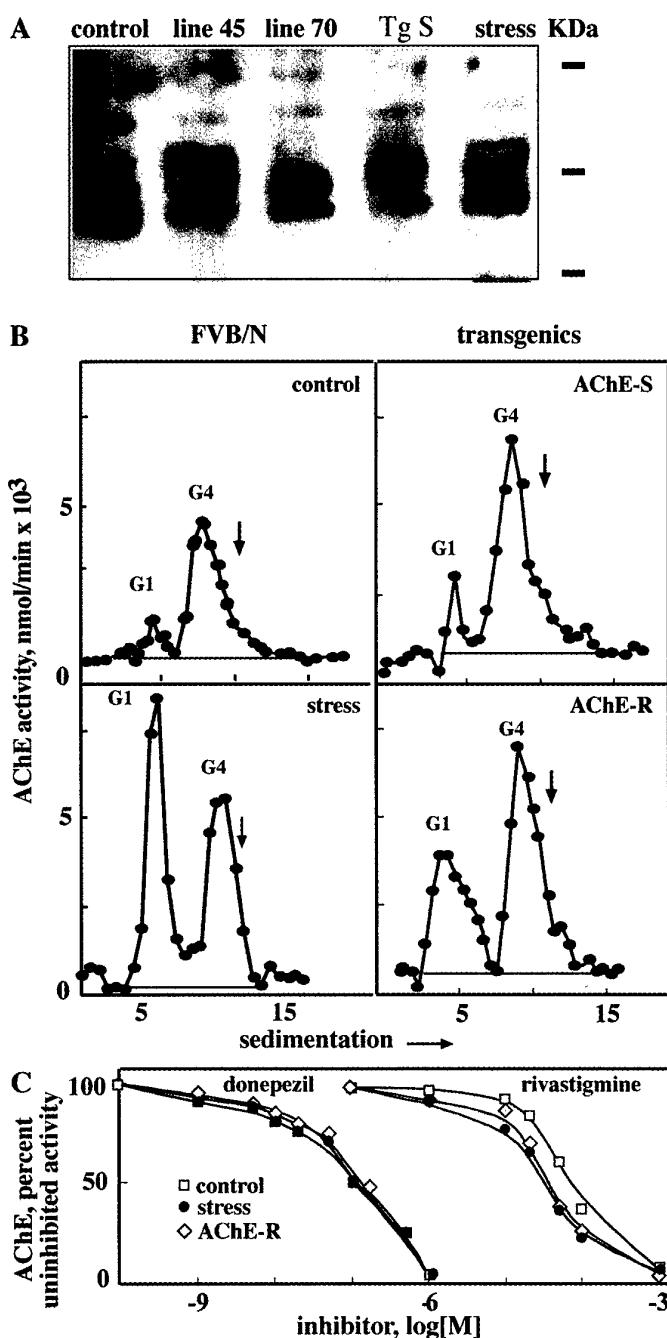 A
control line 45 line 70 Tg S stress KDa
B
FVB/N transgenics
control AChE-S
G1 G4 G1 G4
stress AChE-R
G1 G4 G1 G4
AChE activity, nmol/min x 10³
5
0
5
0
5 15 5 15
sedimentation
C
donepezil rivastigmine
AChE, percent
uninhibited activity
100
50
0
control
stress
AChE-R
-9 -6 -3
inhibitor, log[M]